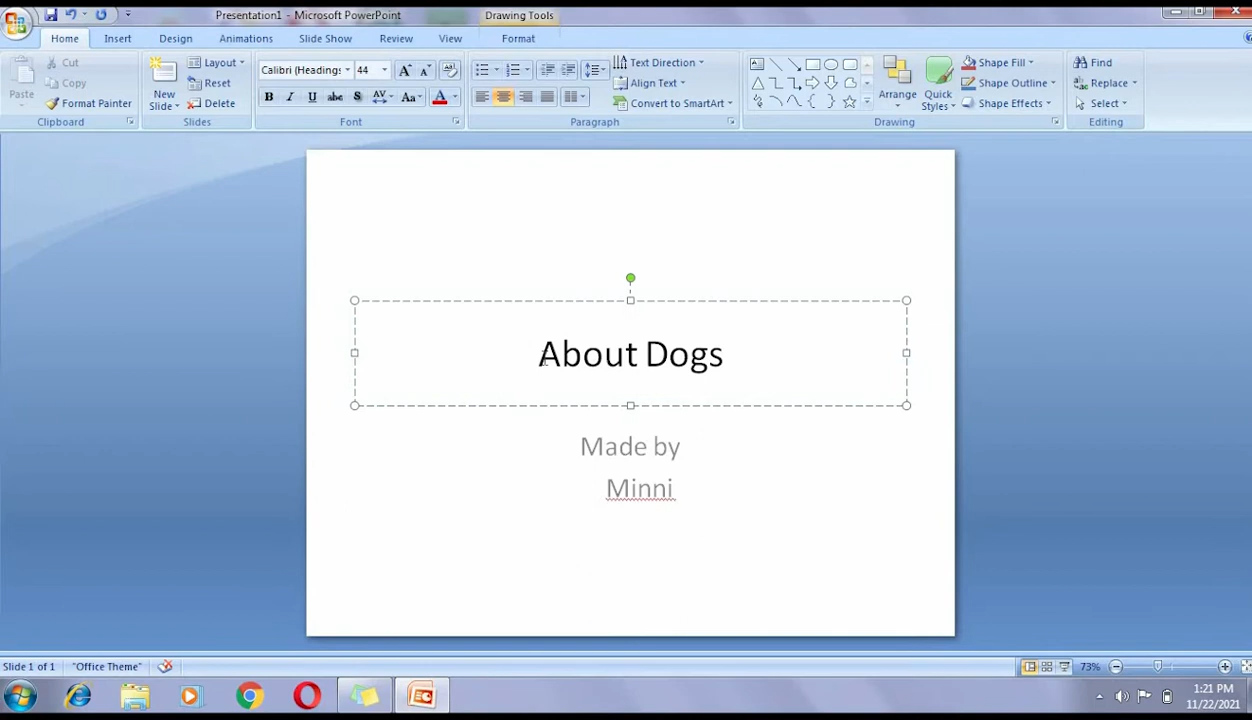 Presentation1 - Microsoft PowerPoint
Drawing Tools
Home Insert Design Animations Slide Show Review View Format
Paste
Cut
Copy
Format Painter
Clipboard
New
Slide
Layout
Reset
Delete
Slides
Calibri (Headings 44
B I U abc S AV Aa A
Font
Text Direction
Align Text
Convert to SmartArt
Paragraph
Arrange
Quick
Styles
Shape Fill
Shape Outline
Shape Effects
Drawing
Find
Replace
Select
Editing
About Dogs
Made by
Minni
Slide 1 of 1 "Office Theme" 73%
1:21 PM
11/22/2021